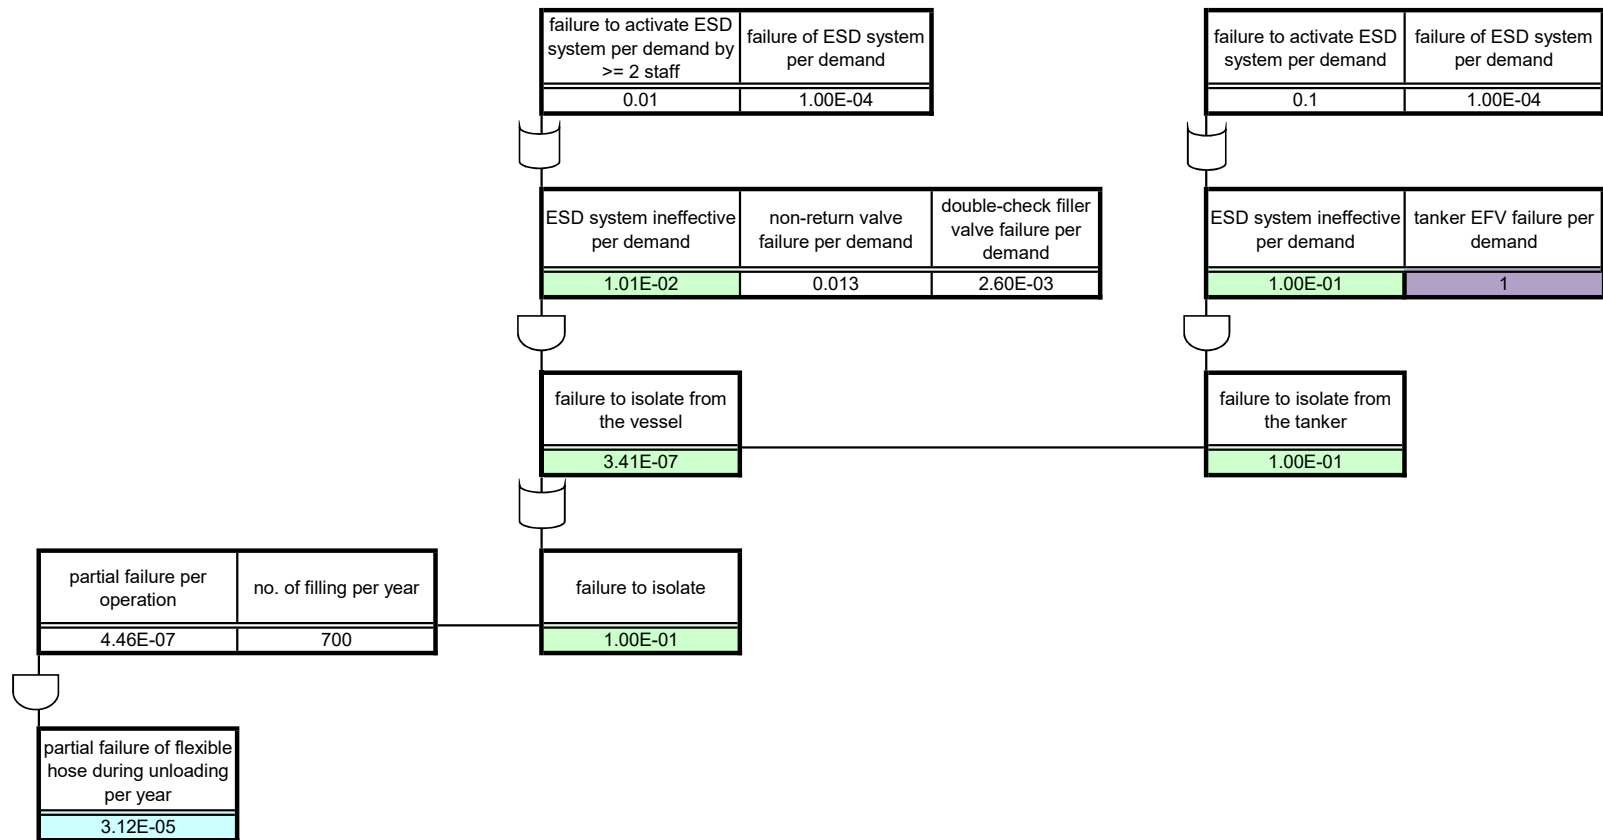 failure to activate ESD
system per demand by
>= 2 staff
failure of ESD system
per demand
0.01
1.00E-04
failure to activate ESD
system per demand
failure of ESD system
per demand
0.1
1.00E-04
ESD system ineffective
per demand
non-return valve
failure per demand
double-check filler
valve failure per
demand
1.01E-02
0.013
2.60E-03
ESD system ineffective
per demand
tanker EFV failure per
demand
1.00E-01
1
failure to isolate from
the vessel
3.41E-07
failure to isolate from
the tanker
1.00E-01
partial failure per
operation
no. of filling per year
4.46E-07
700
failure to isolate
1.00E-01
partial failure of flexible
hose during unloading
per year
3.12E-05